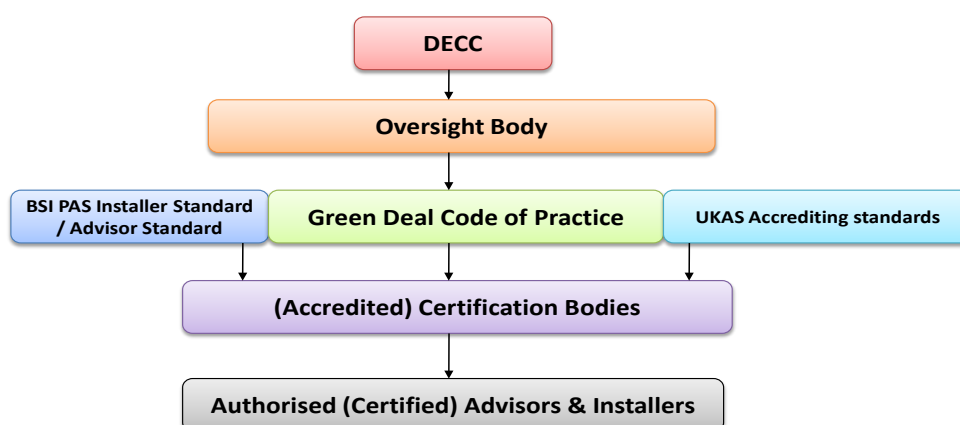 DECC
Oversight Body
BSI PAS Installer Standard
/ Advisor Standard
Green Deal Code of Practice
UKAS Accrediting standards
(Accredited) Certification Bodies
Authorised (Certified) Advisors & Installers